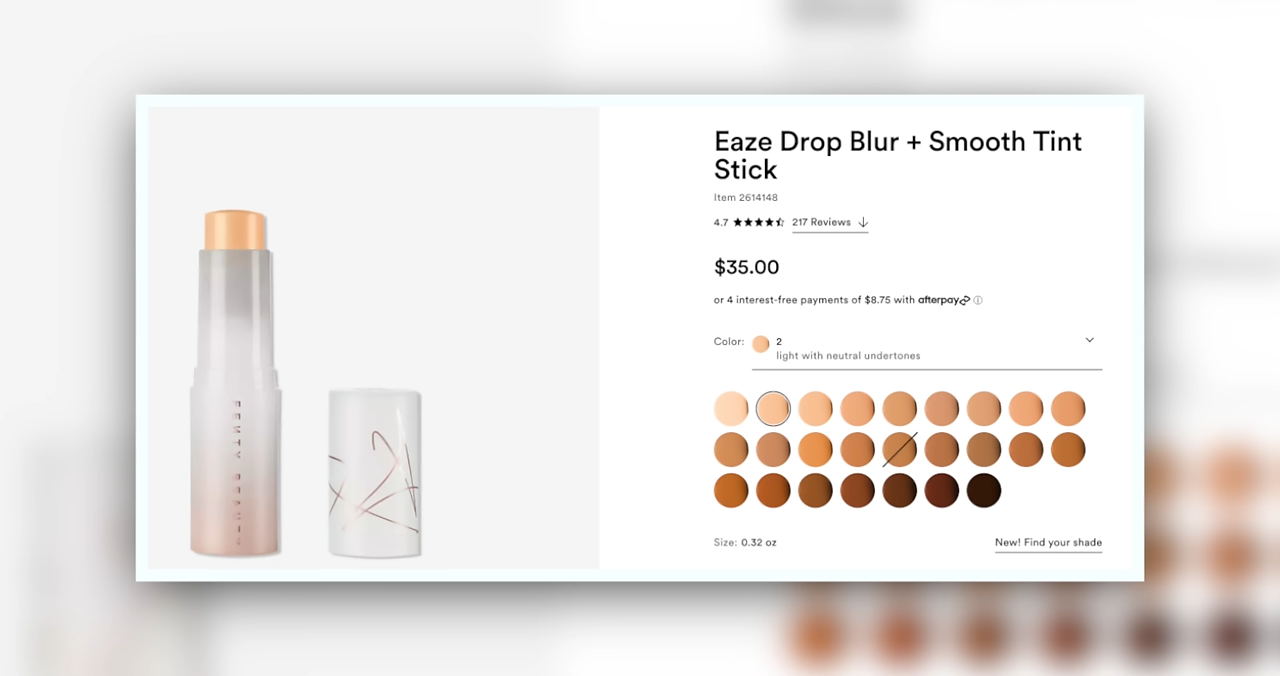 Eaze Drop Blur + Smooth Tint
Stick
Item 2614148
4.7 217 Reviews
$35.00
or 4 interest-free payments of $8.75 with afterpay
Color: 2
light with neutral undertones
FENTY BEAUTY
Size: 0.32 oz
New! Find your shade